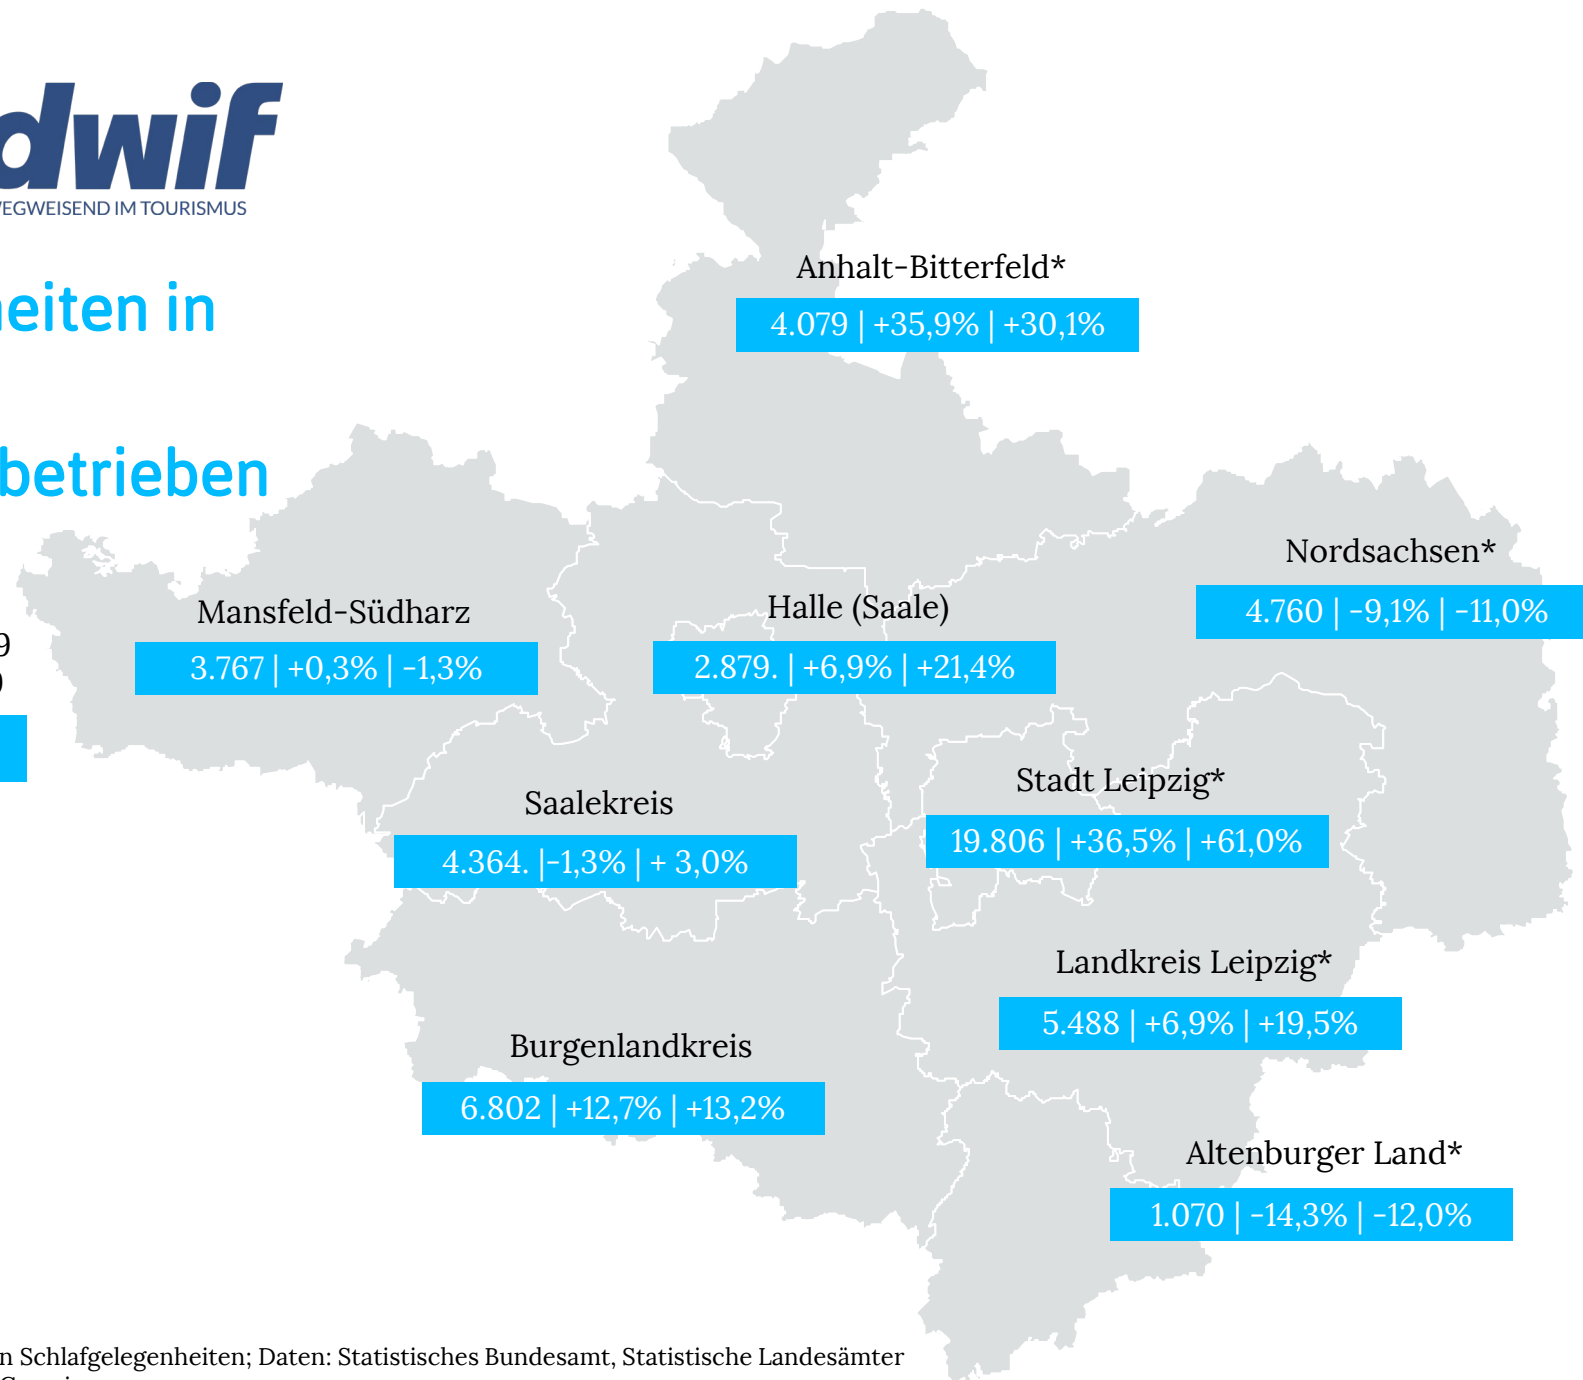 dwif
WEGWEISEND IM TOURISMUS
heiten in
betrieben
Anhalt-Bitterfeld*
4.079 | +35,9% | +30,1%
Nordsachsen*
4.760 | -9,1% | -11,0%
Mansfeld-Südharz
3.767 | +0,3% | -1,3%
Halle (Saale)
2.879. | +6,9% | +21,4%
9
Saalekreis
4.364. |-1,3% | + 3,0%
Stadt Leipzig*
19.806 | +36,5% | +61,0%
Landkreis Leipzig*
5.488 | +6,9% | +19,5%
Burgenlandkreis
6.802 | +12,7% | +13,2%
Altenburger Land*
1.070 | -14,3% | -12,0%
n Schlafgelegenheiten; Daten: Statistisches Bundesamt, Statistische Landesämter